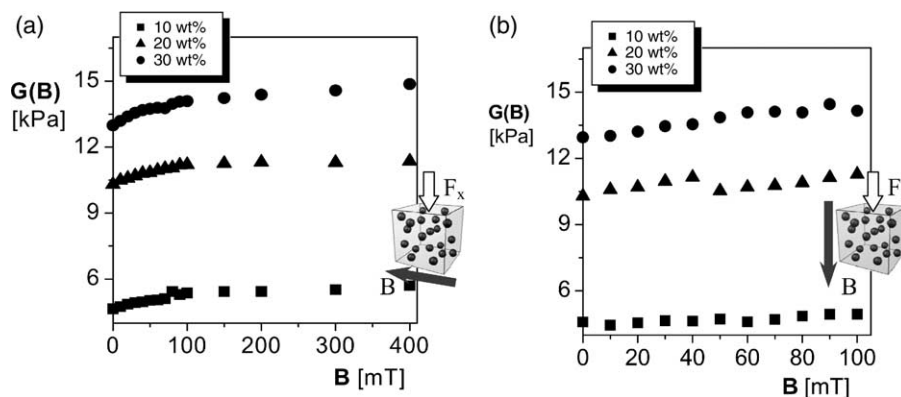 (a)
10 wt%
20 wt%
30 wt%
G(B)
[kPa]
15
12
9
6
0 100 200 300 400
B [mT]
Fx
B
(b)
10 wt%
20 wt%
30 wt%
G(B)
[kPa]
15
12
9
6
0 20 40 60 80 100
B [mT]
F
B